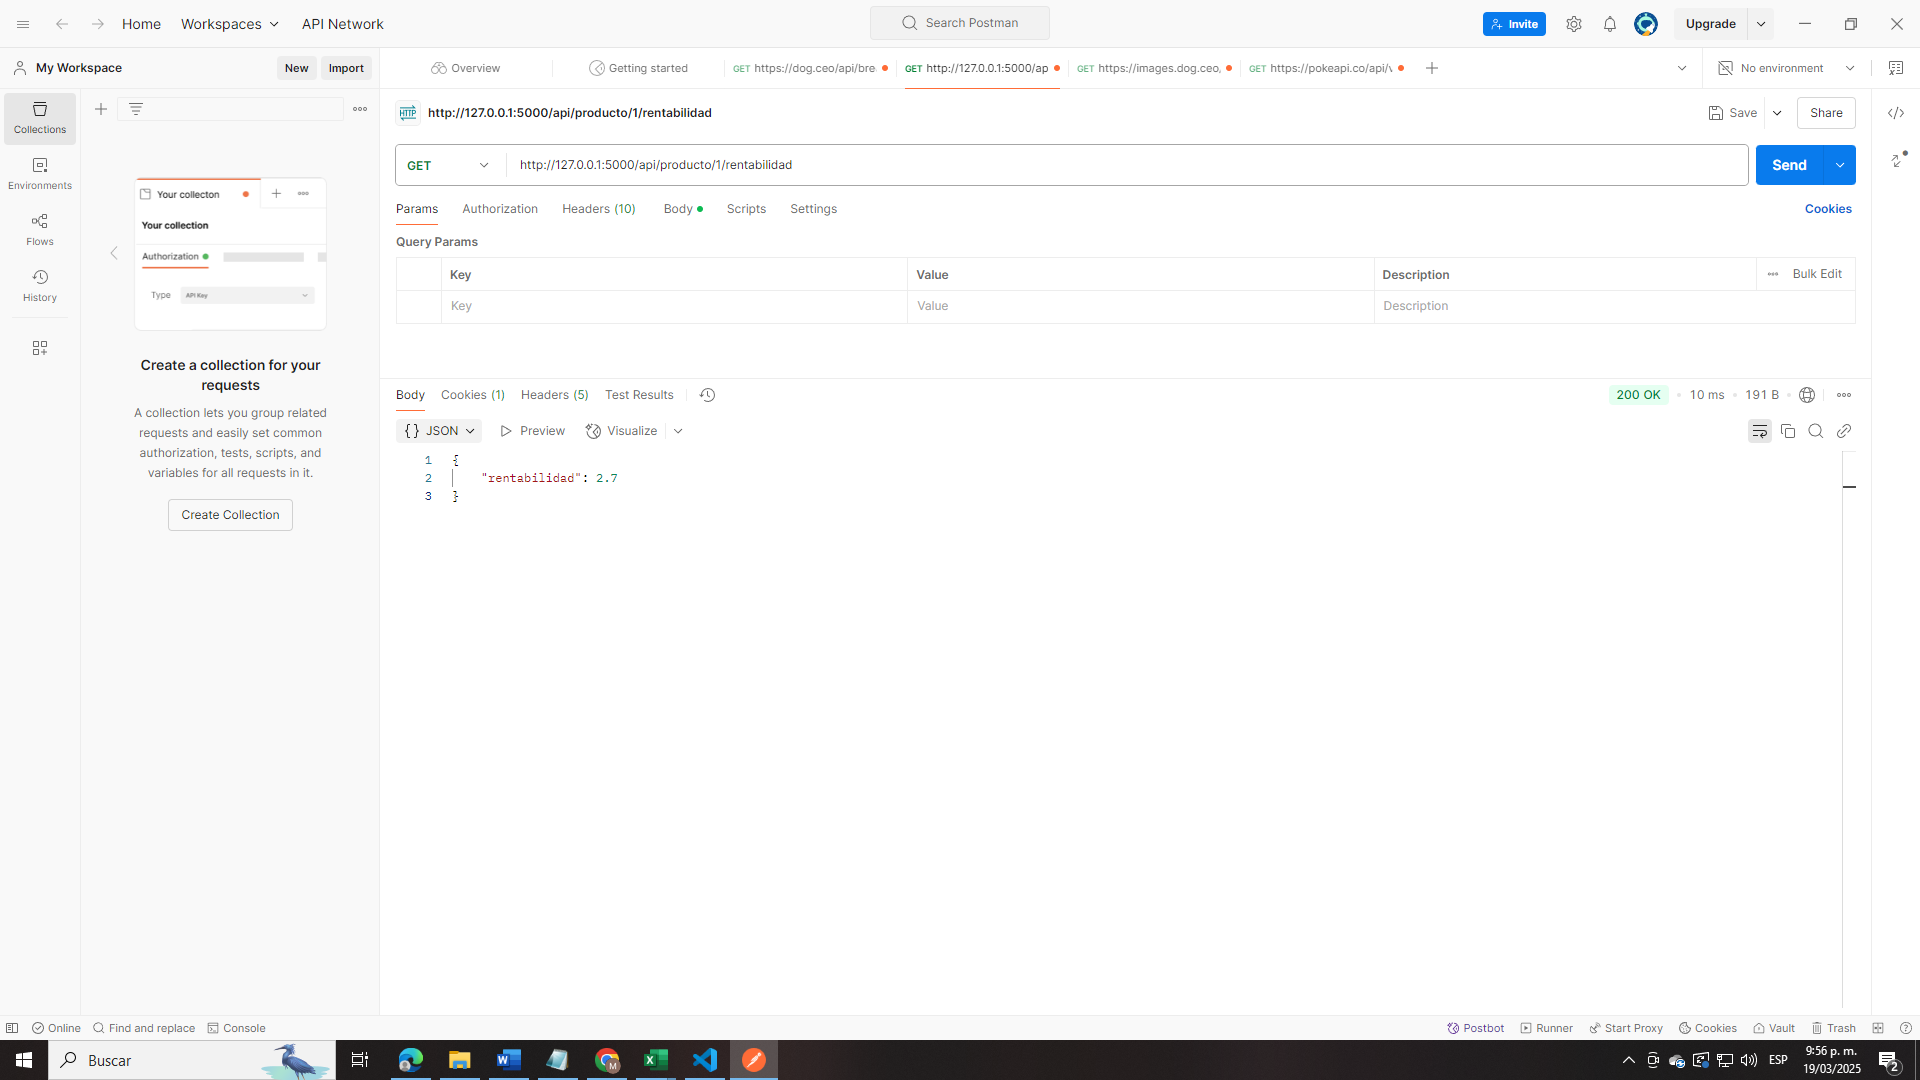 Home
Workspaces
API Network
Search Postman
Invite
Upgrade
My Workspace
New
Import
Overview
Getting started
GET https://dog.ceo/api/bre
GET http://127.0.0.1:5000/ap
GET https://images.dog.ceo,
GET https://pokeapi.co/api/v
No environment
Collections
Environments
Flows
History
Your collecton
Your collection
Authorization
Type
API Key
Create a collection for your
requests
A collection lets you group related
requests and easily set common
authorization, tests, scripts, and
variables for all requests in it.
Create Collection
HTTP
http://127.0.0.1:5000/api/producto/1/rentabilidad
Save
Share
GET
http://127.0.0.1:5000/api/producto/1/rentabilidad
Send
Params
Authorization
Headers (10)
Body
Scripts
Settings
Cookies
Query Params
Key
Value
Description
Bulk Edit
Key
Value
Description
Body
Cookies (1)
Headers (5)
Test Results
200 OK
10 ms
191 B
{} JSON
Preview
Visualize
1 {
2 "rentabilidad": 2.7
3 }
Online
Find and replace
Console
Postbot
Runner
Start Proxy
Cookies
Vault
Trash
Buscar
M
ESP
9:56 p. m.
19/03/2025
2